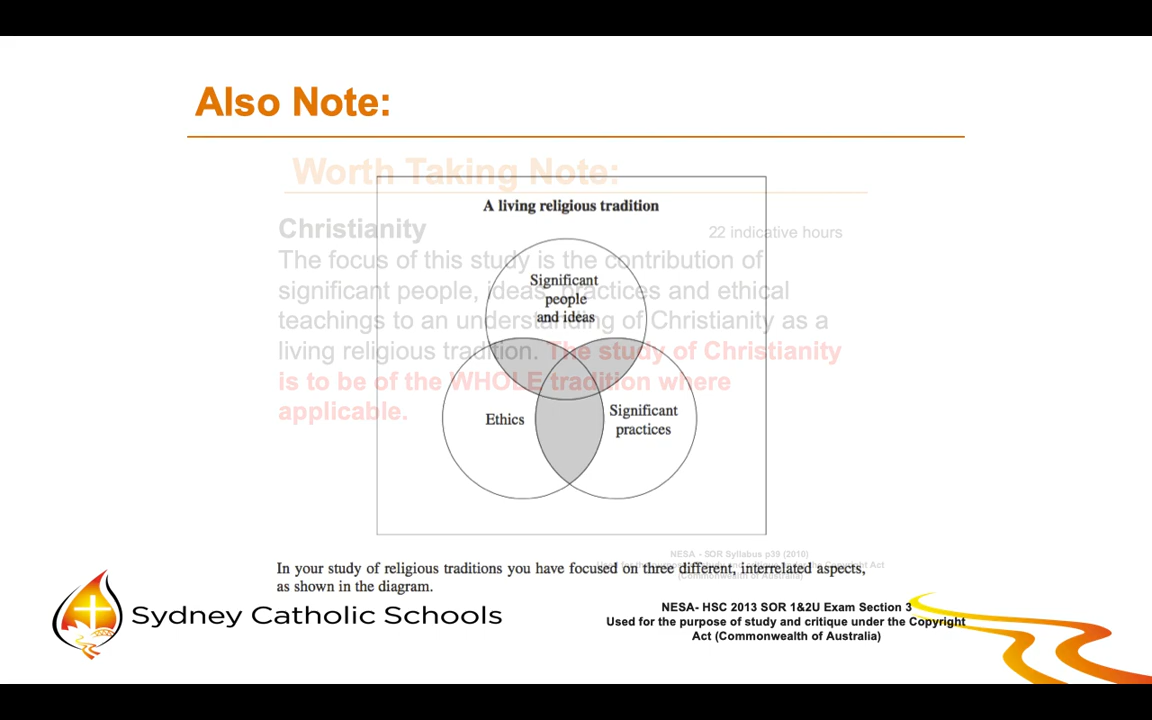 Also Note:
Worth Taking Note:
A living religious tradition
Christianity
22 indicative hours
The focus of this study is the contribution of
significant people, ideas, practices and ethical
teachings to an understanding of Christianity as a
living religious tradition. The study of Christianity
is to be of the WHOLE tradition where
applicable.
Significant
people
and ideas
Ethics
Significant
practices
NESA - SOR Syllabus p39 (2010)
Act
(Commonwealth of Australia)
In your study of religious traditions you have focused on three different, interrelated aspects,
as shown in the diagram.
Sydney Catholic Schools
NESA- HSC 2013 SOR 1&2U Exam Section 3
Used for the purpose of study and critique under the Copyright
Act (Commonwealth of Australia)